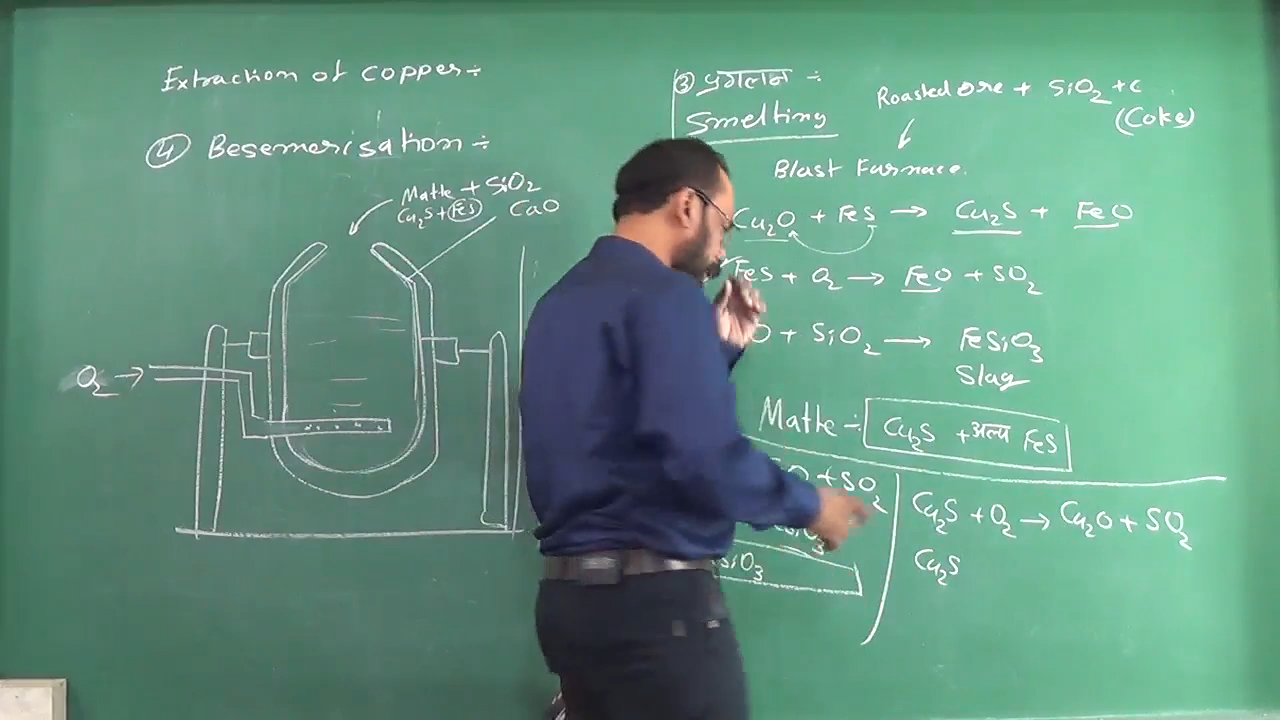 Extraction of copper :-
④ Besemerisation :-
Matte + SiO2
Cu2S + FeS
CaO
O2 →
③ प्रगलन :-
Smelting
Roasted Ore + SiO2 + C
(Coke)
Blast Furnace.
Cu2O + FeS → Cu2S + FeO
FeS + O2 → FeO + SO2
O + SiO2 → FeSiO3
Slag
Matte :- Cu2S + अल्प FeS
O + SO2
SiO3
SiO3
Cu2S + O2 → Cu2O + SO2
Cu2S